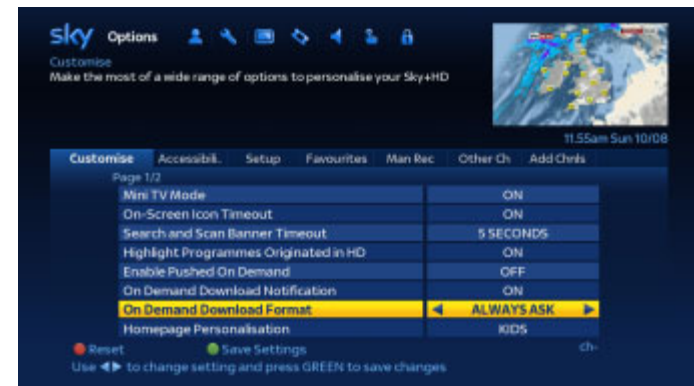 sky Options
Customise
Make the most of a wide range of options to personalise your Sky+HD
11.55am Sun 10/08
Customise Accessibili.. Setup Favourites Man Rec Other Ch Add Chnls
Page 1/2
Mini TV Mode ON
On-Screen Icon Timeout ON
Search and Scan Banner Timeout 5 SECONDS
Highlight Programmes Originated in HD ON
Enable Pushed On Demand OFF
On Demand Download Notification ON
On Demand Download Format ALWAYS ASK
Homepage Personalisation KIDS
Reset Save Settings ch-
Use ◀▶ to change setting and press GREEN to save changes